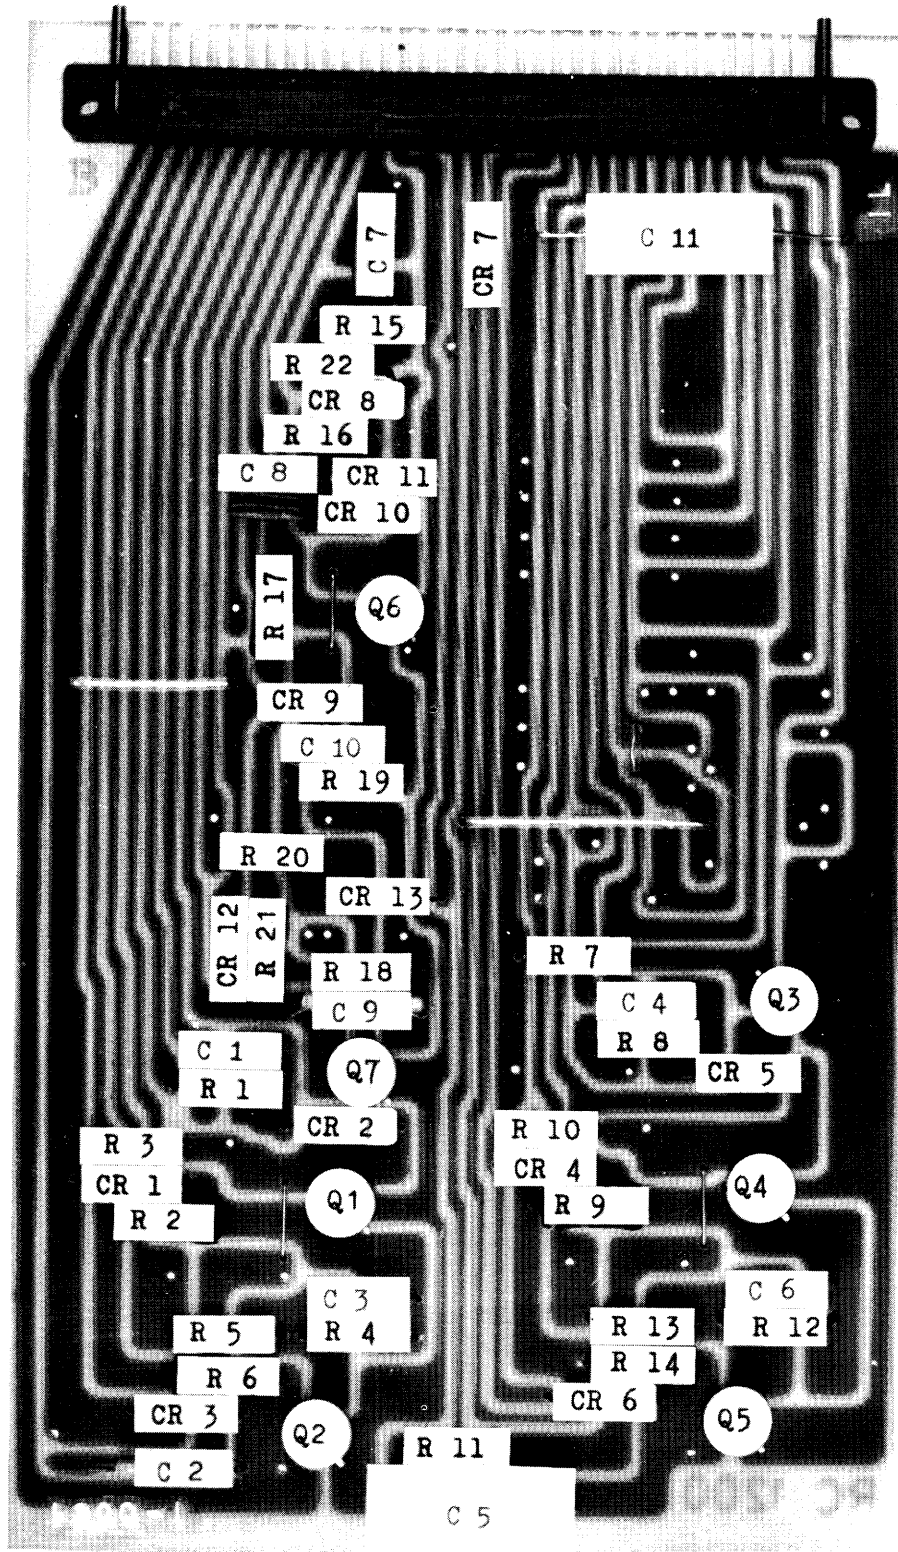 B
C 7
CR 7
C 11
R 15
R 22
CR 8
R 16
C 8
CR 11
CR 10
R 17
Q6
CR 9
C 10
R 19
R 20
CR 13
CR 12
R 21
R 18
C 9
R 7
C 4
Q3
R 8
CR 5
C 1
R 1
Q7
CR 2
R 3
CR 1
R 2
Q1
R 10
CR 4
R 9
Q4
C 3
R 4
R 5
R 6
CR 3
C 2
Q2
C 6
R 12
R 13
R 14
CR 6
Q5
R 11
C 5